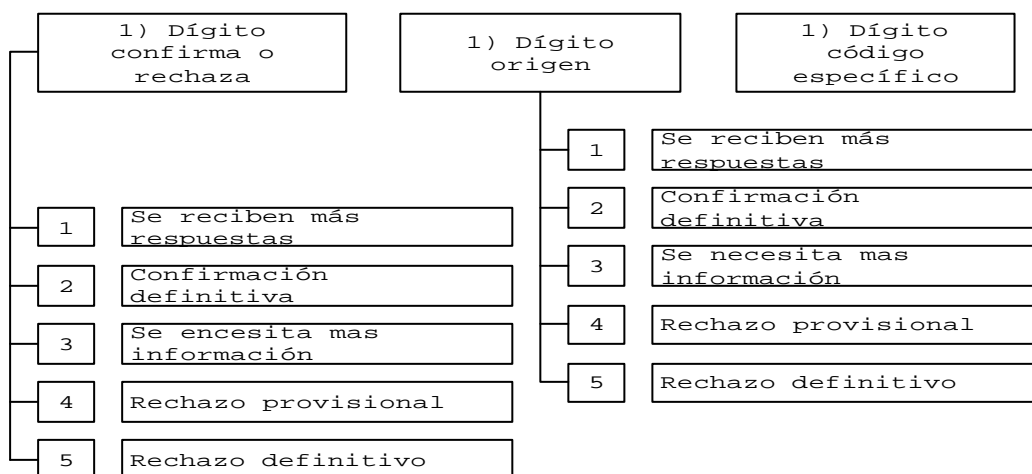 1) Dígito
confirma o
rechaza
1) Dígito
origen
1) Dígito
código
específico
1
Se reciben más
respuestas
2
Confirmación
definitiva
3
Se encesita mas
información
4
Rechazo provisional
5
Rechazo definitivo
1
Se reciben más
respuestas
2
Confirmación
definitiva
3
Se necesita mas
información
4
Rechazo provisional
5
Rechazo definitivo